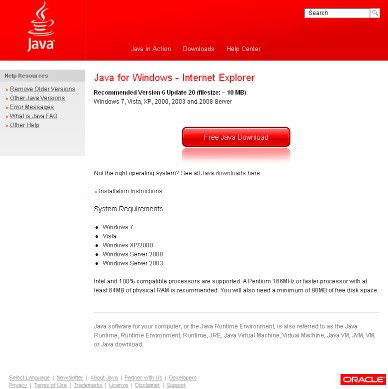 Search
Java
Java in Action
Downloads
Help Center
Help Resources
» Remove Older Versions
» Other Java Versions
» Error Messages
» What is Java FAQ
» Other Help
Java for Windows - Internet Explorer
Recommended Version 6 Update 20 (filesize: ~ 10 MB)
Windows 7, Vista, XP, 2000, 2003 and 2008 Server
Free Java Download
Not the right operating system? See all Java downloads here.
» Installation Instructions
System Requirements
Windows 7
Vista
Windows XP/2000
Windows Server 2008
Windows Server 2003
Intel and 100% compatible processors are supported. A Pentium 166MHz or faster processor with at
least 64MB of physical RAM is recommended. You will also need a minimum of 98MB of free disk space.
Java software for your computer, or the Java Runtime Environment, is also referred to as the Java
Runtime, Runtime Environment, Runtime, JRE, Java Virtual Machine, Virtual Machine, Java VM, JVM, VM,
or Java download.
Select Language | Newsletter | About Java | Partner with Us | Developers
Privacy | Terms of Use | Trademarks | License | Disclaimer | Support
ORACLE